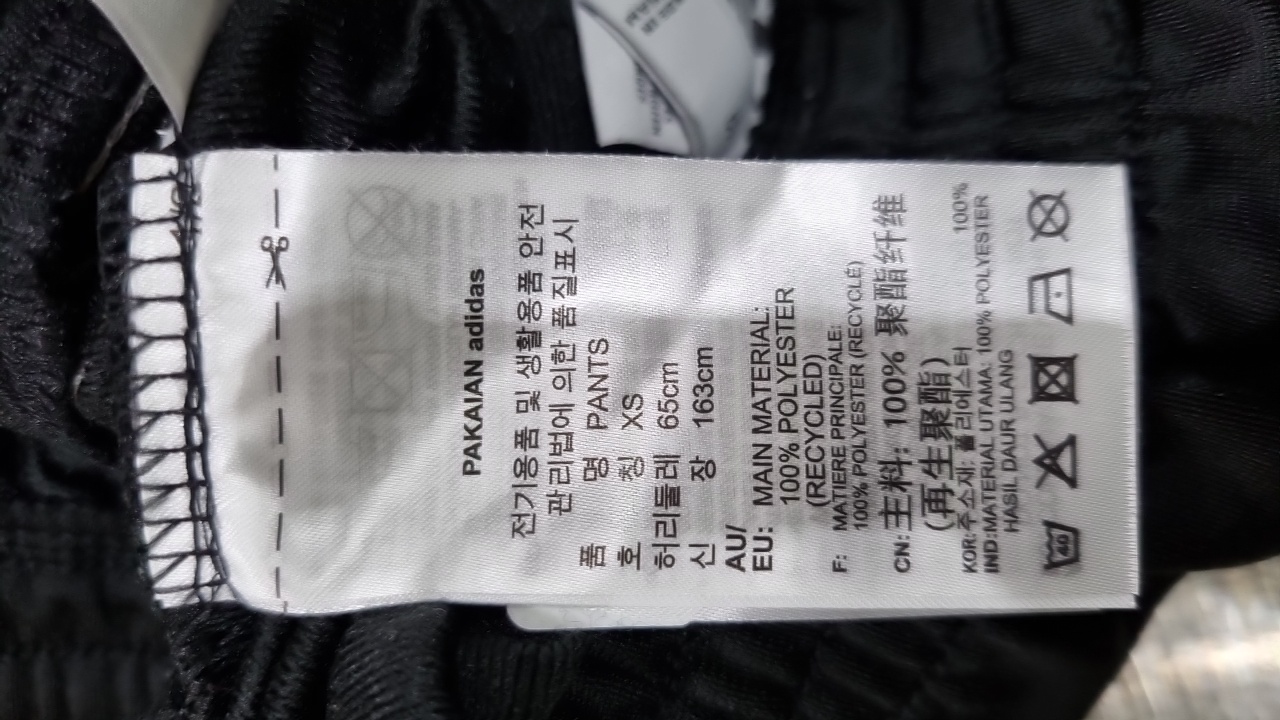 PAKAIAN adidas
전기용품 및 생활용품 안전
관리법에 의한 품질표시
품 명 PANTS
호 칭 XS
허리둘레 65cm
신 장 163cm
AU/
EU: MAIN MATERIAL:
100% POLYESTER
(RECYCLED)
F: MATIERE PRINCIPALE:
100% POLYESTER (RECYCLE)
CN: 主料: 100% 聚酯纤维
(再生聚酯)
KOR: 주소재: 폴리에스터 100%
IND: MATERIAL UTAMA: 100% POLYESTER
HASIL DAUR ULANG
40